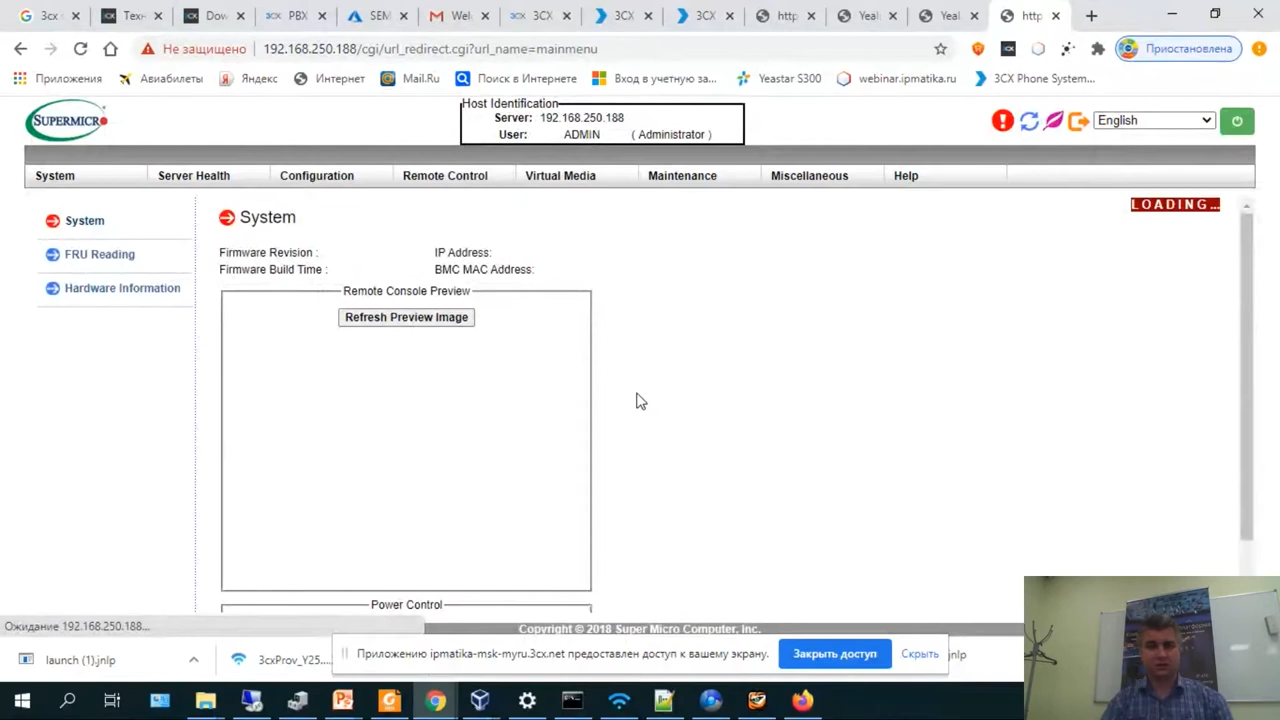 3cx
Техн
Dow
PBX
SEM
Wel
3CX
3CX
3CX
http
Yeal
Yeal
http
Не защищено
192.168.250.188/cgi/url_redirect.cgi?url_name=mainmenu
Приостановлена
Приложения
Авиабилеты
Яндекс
Интернет
Mail.Ru
Поиск в Интернете
Вход в учетную за...
Yeastar S300
webinar.ipmatika.ru
3CX Phone System...
SUPERMICR
Host Identification
Server: 192.168.250.188
User: ADMIN ( Administrator )
English
System Server Health Configuration Remote Control Virtual Media Maintenance Miscellaneous Help
LOADING...
System
FRU Reading
Hardware Information
System
Firmware Revision :
IP Address:
Firmware Build Time :
BMC MAC Address:
Remote Console Preview
Refresh Preview Image
Power Control
Ожидание 192.168.250.188...
Copyright © 2018 Super Micro Computer, Inc.
launch (1).jnlp
3cxProv_Y25....
Приложению ipmatika-msk-myru.3cx.net предоставлен доступ к вашему экрану.
Закрыть доступ
Скрыть
jnlp